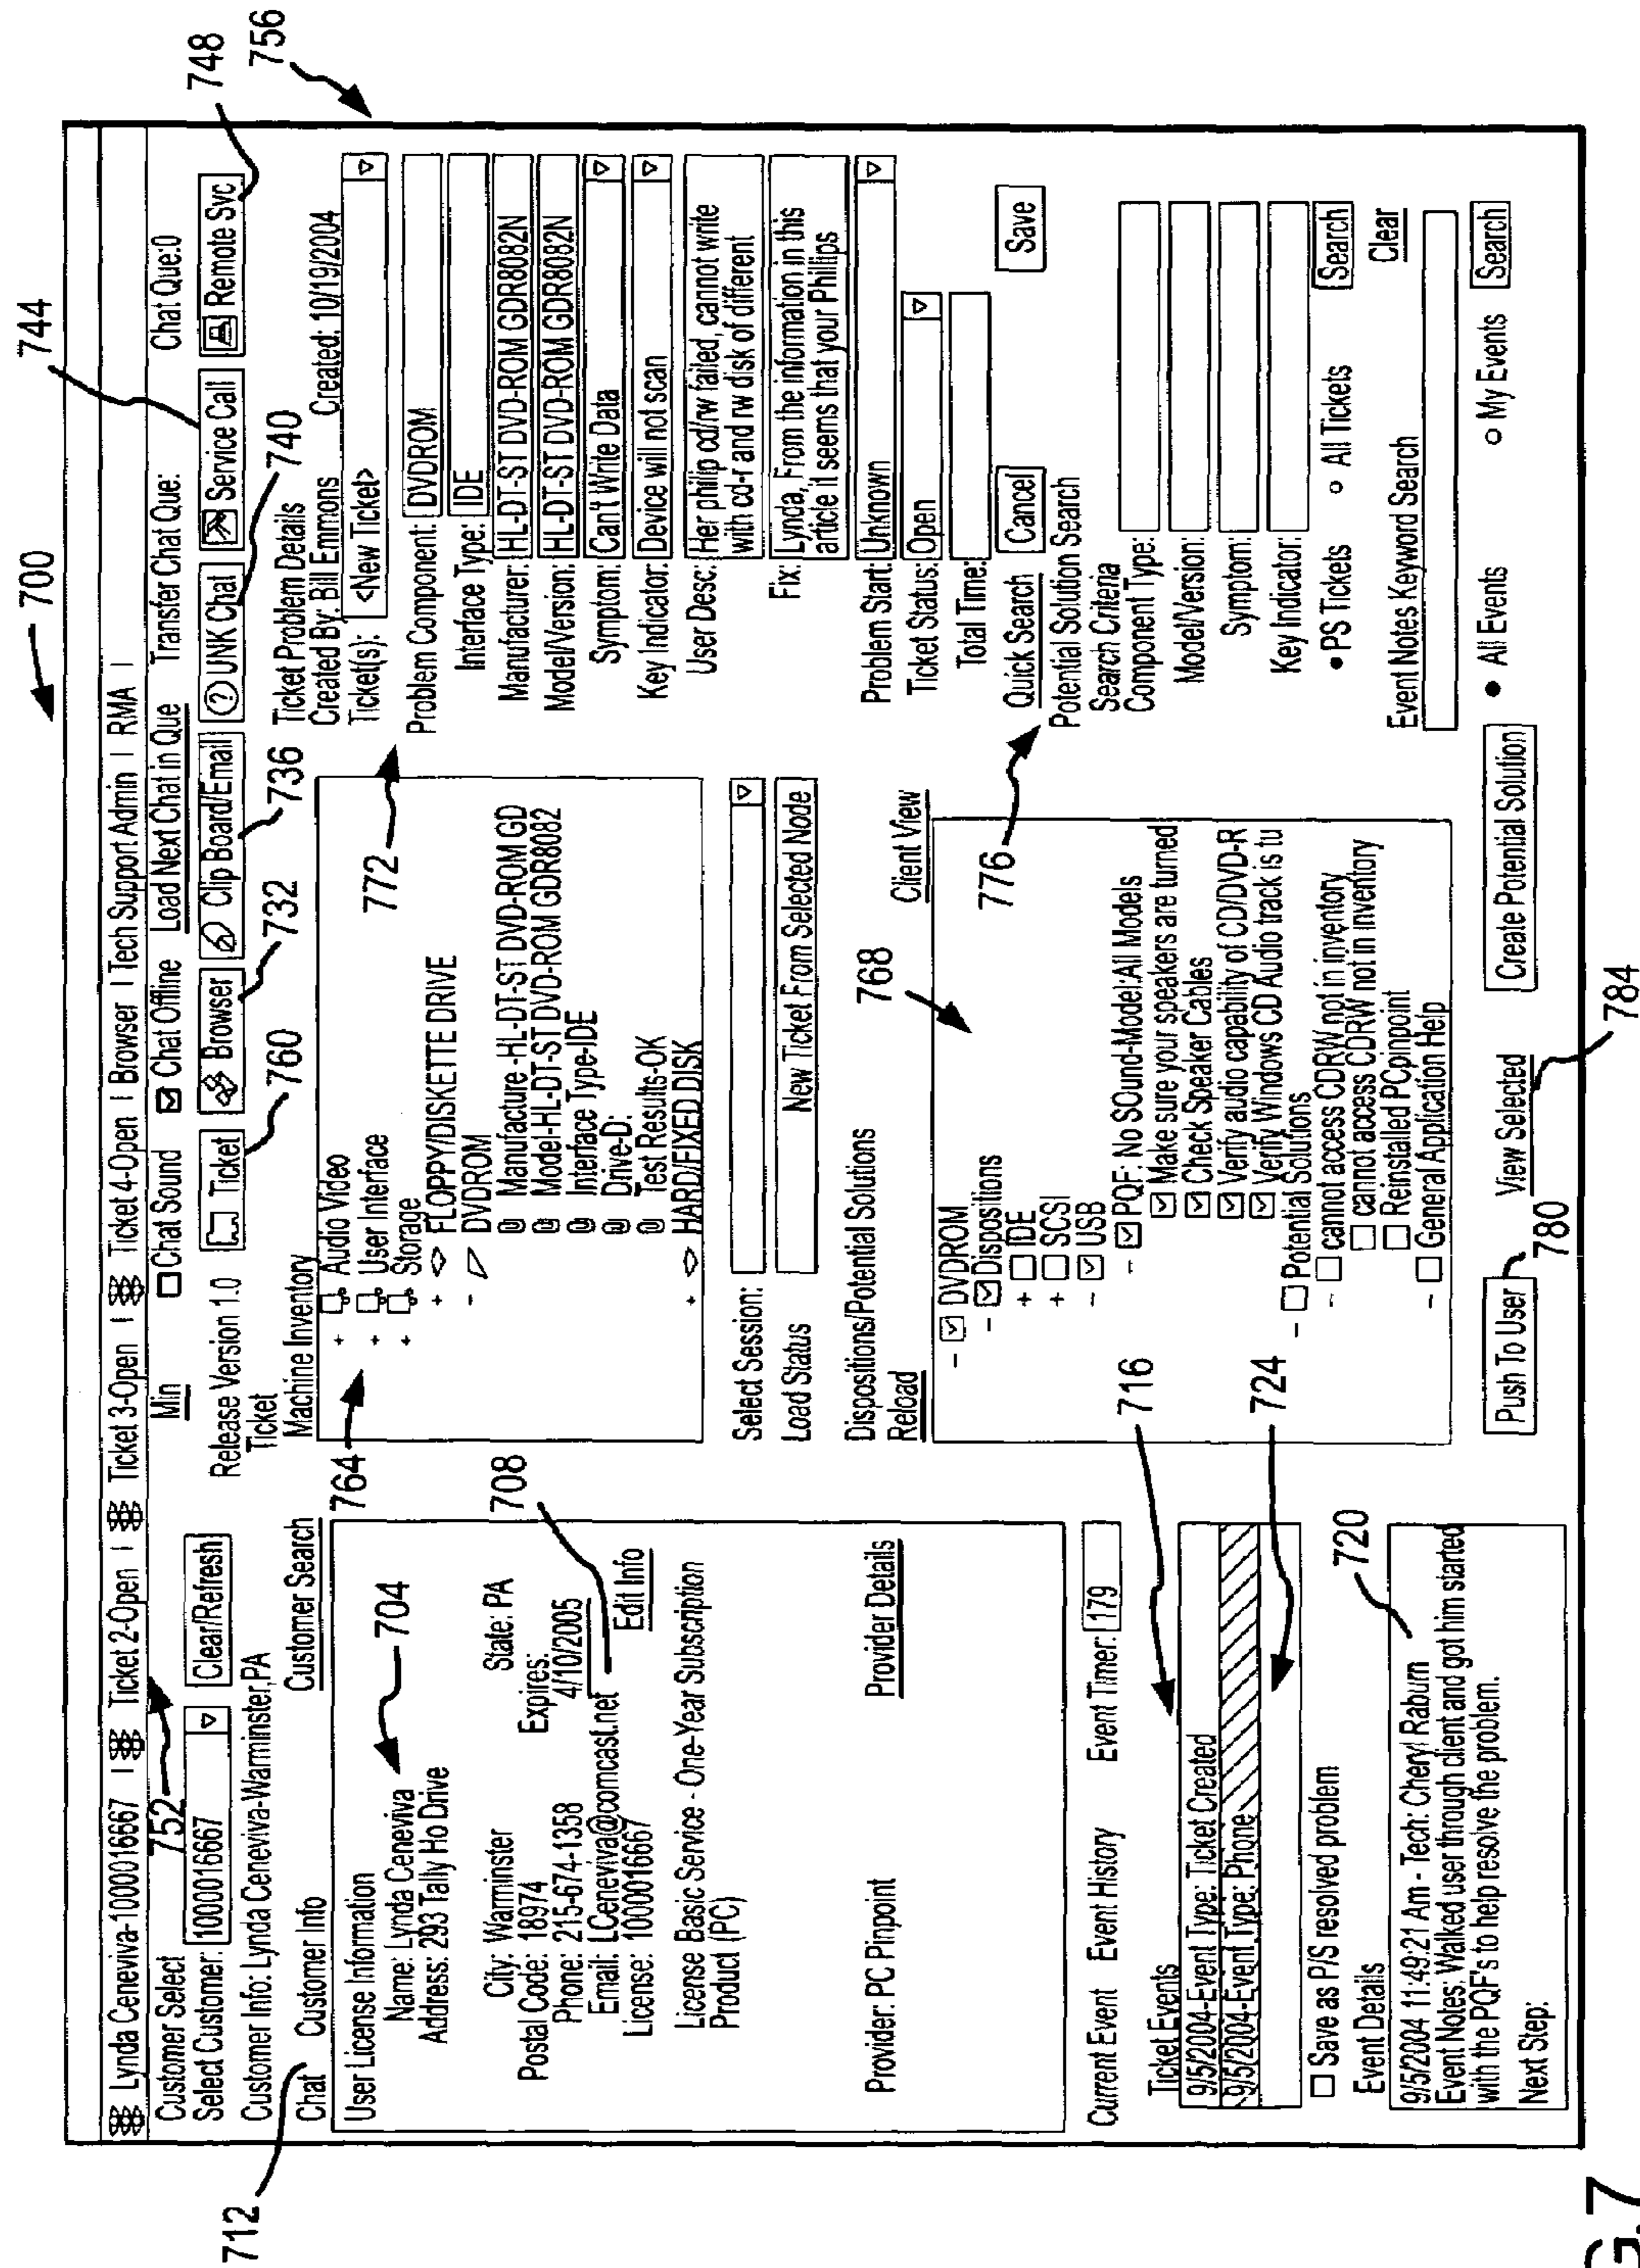 700
744
748
756
Lynda Ceneviva-1000016667 | Ticket 2-Open | Ticket 3-Open | Ticket 4-Open | Browser | Tech Support Admin | RMA |
752
Min
Chat Sound
Chat Offline
Load Next Chat in Que
Transfer Chat Que:
Chat Que:0
Customer Select
Select Customer: 1000016667
Clear/Refresh
Customer Info: Lynda Ceneviva-Warminster,PA
Release Version 1.0
Ticket
Browser
Clip Board/Email
UNK Chat
Service Call
Remote Svc
760
732
736
740
712
Chat
Customer Info
Customer Search
User License Information
Name: Lynda Ceneviva
Address: 293 Tally Ho Drive
704
City: Warminster
State: PA
Postal Code: 18974
Expires:
4/10/2005
Phone: 215-674-1358
Email: LCeneviva@comcast.net
License: 1000016667
Edit Info
708
License Basic Service - One-Year Subscription
Product (PC)
Provider: PC Pinpoint
Provider Details
Current Event
Event History
Event Timer: 179
Ticket Events
716
9/5/2004-Event Type: Ticket Created
9/5/2004-Event Type: Phone
724
Save as P/S resolved problem
Event Details
720
9/5/2004 11:49:21 Am - Tech: Cheryl Raburn
Event Notes: Walked user through client and got him started
with the PQF's to help resolve the problem.
Next Step:
Ticket
Machine Inventory
764
+ Audio Video
+ User Interface
+ Storage
+ FLOPPY/DISKETTE DRIVE
- DVDROM
Manufacture -HL-DT-ST DVD-ROM GD
Model-HL-DT-ST DVD-ROM GDR8082
Interface Type-IDE
Drive-D:
Test Results-OK
+ HARD/FIXED DISK
772
Select Session:
Load Status
New Ticket From Selected Node
Dispositions/Potential Solutions
768
Reload
Client View
- DVDROM
- Dispositions
+ IDE
+ SCSI
- USB
- PQF: No SOund-Model:All Models
Make sure your speakers are turned
Check Speaker Cables
Verify audio capability of CD/DVD-R
Verify Windows CD Audio track is tu
- Potential Solutions
- cannot access CDRW not in inventory
cannot access CDRW not in inventory
Reinstalled PCpinpoint
- General Application Help
776
Push To User
View Selected
Create Potential Solution
780
784
Ticket Problem Details
Created By: Bill Emmons
Created: 10/19/2004
Ticket(s): <New Ticket>
Problem Component: DVDROM
Interface Type: IDE
Manufacturer: HL-DT-ST DVD-ROM GDR8082N
Model/Version: HL-DT-ST DVD-ROM GDR8082N
Symptom: Can't Write Data
Key Indicator: Device will not scan
User Desc: Her philip cd/rw failed, cannot write
with cd-r and rw disk of different
Fix: Lynda, From the information in this
article it seems that your Phillips
Problem Start: Unknown
Ticket Status: Open
Total Time:
Quick Search
Cancel
Save
Potential Solution Search
Search Criteria
Component Type:
Model/Version:
Symptom:
Key Indicator:
PS Tickets
All Tickets
Search
Clear
Event Notes Keyword Search
All Events
My Events
Search
G.7